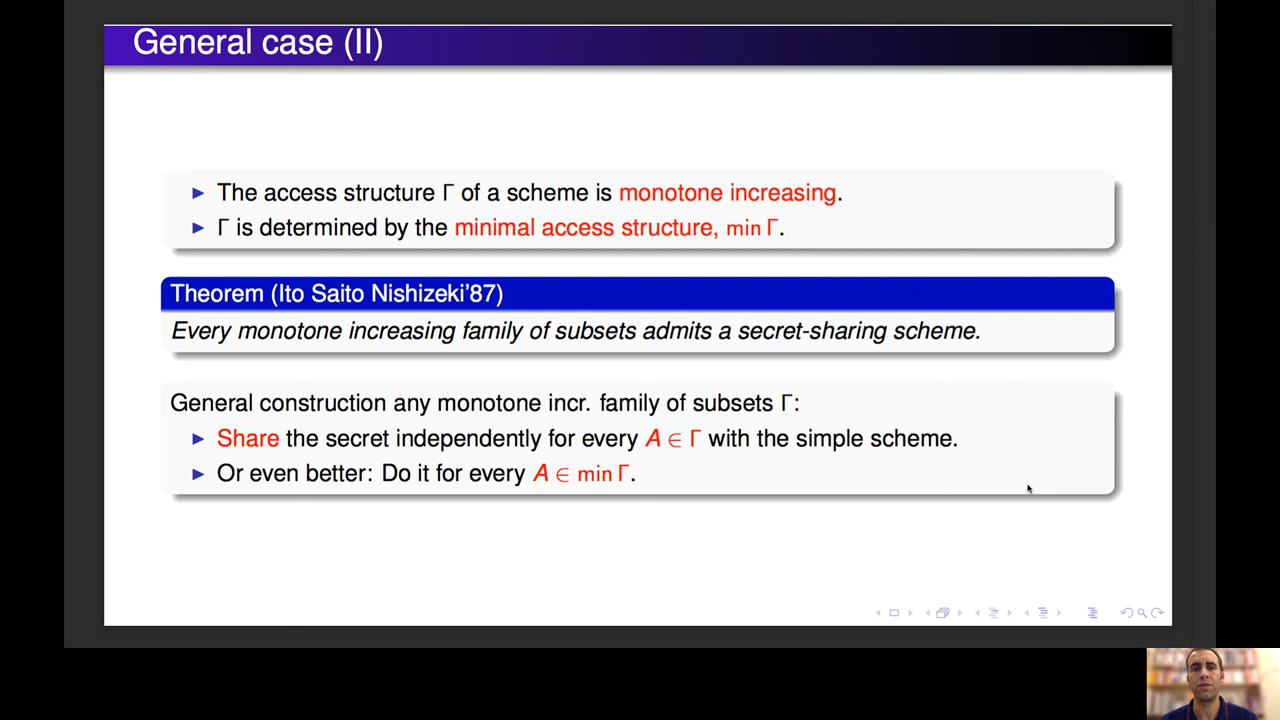 General case (II)
► The access structure Γ of a scheme is monotone increasing.
► Γ is determined by the minimal access structure, min Γ.
Theorem (Ito Saito Nishizeki'87)
Every monotone increasing family of subsets admits a secret-sharing scheme.
General construction any monotone incr. family of subsets Γ:
► Share the secret independently for every A ∈ Γ with the simple scheme.
► Or even better: Do it for every A ∈ min Γ.